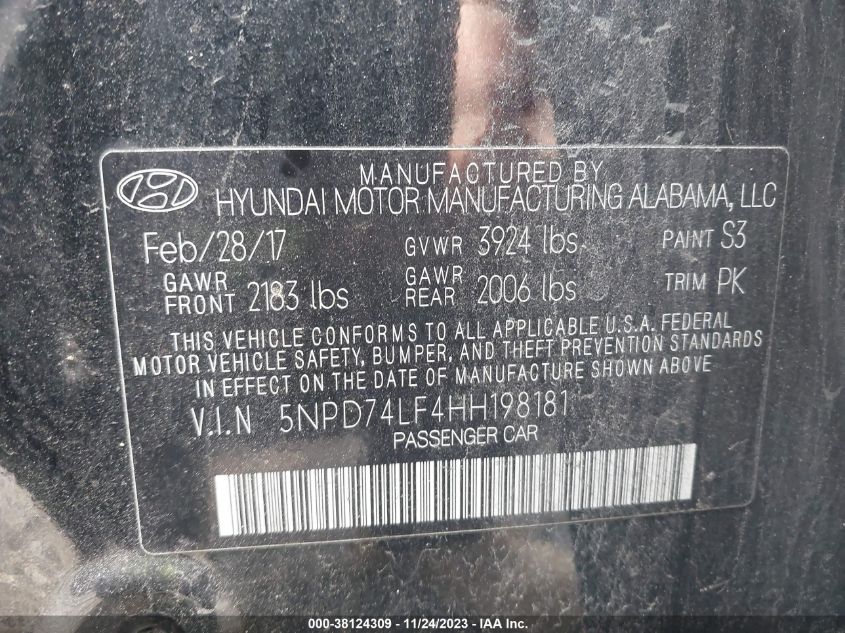 MANUFACTURED BY
HYUNDAI MOTOR MANUFACTURING ALABAMA, LLC
Feb/28/17 GVWR 3924 lbs PAINT S3
GAWR FRONT 2183 lbs GAWR REAR 2006 lbs TRIM PK
THIS VEHICLE CONFORMS TO ALL APPLICABLE U.S.A. FEDERAL
MOTOR VEHICLE SAFETY, BUMPER, AND THEFT PREVENTION STANDARDS
IN EFFECT ON THE DATE OF MANUFACTURING SHOWN ABOVE
V.I.N 5NPD74LF4HH198181
PASSENGER CAR
000-38124309 - 11/24/2023 - IAA Inc.